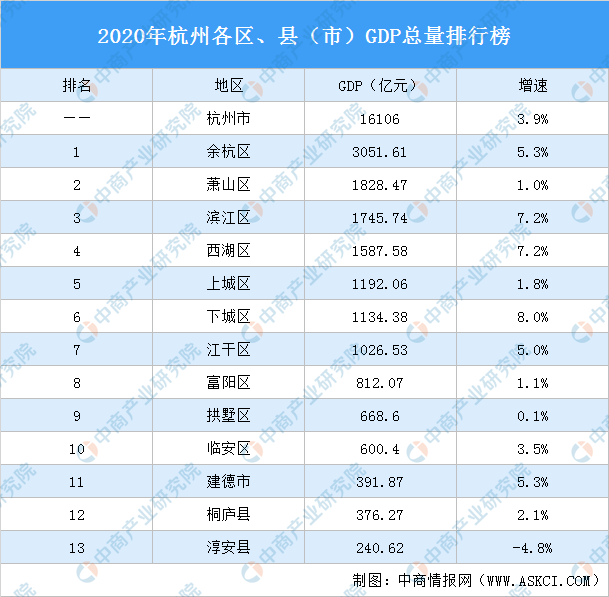 2020年杭州各区、县（市）GDP总量排行榜
排名 地区 GDP（亿元） 增速
—— 杭州市 16106 3.9%
1 余杭区 3051.61 5.3%
2 萧山区 1828.47 1.0%
3 滨江区 1745.74 7.2%
4 西湖区 1587.58 7.2%
5 上城区 1192.06 1.8%
6 下城区 1134.38 8.0%
7 江干区 1026.53 5.0%
8 富阳区 812.07 1.1%
9 拱墅区 668.6 0.1%
10 临安区 600.4 3.5%
11 建德市 391.87 5.3%
12 桐庐县 376.27 2.1%
13 淳安县 240.62 -4.8%
制图：中商情报网（WWW.ASKCI.COM）
中商产业研究院